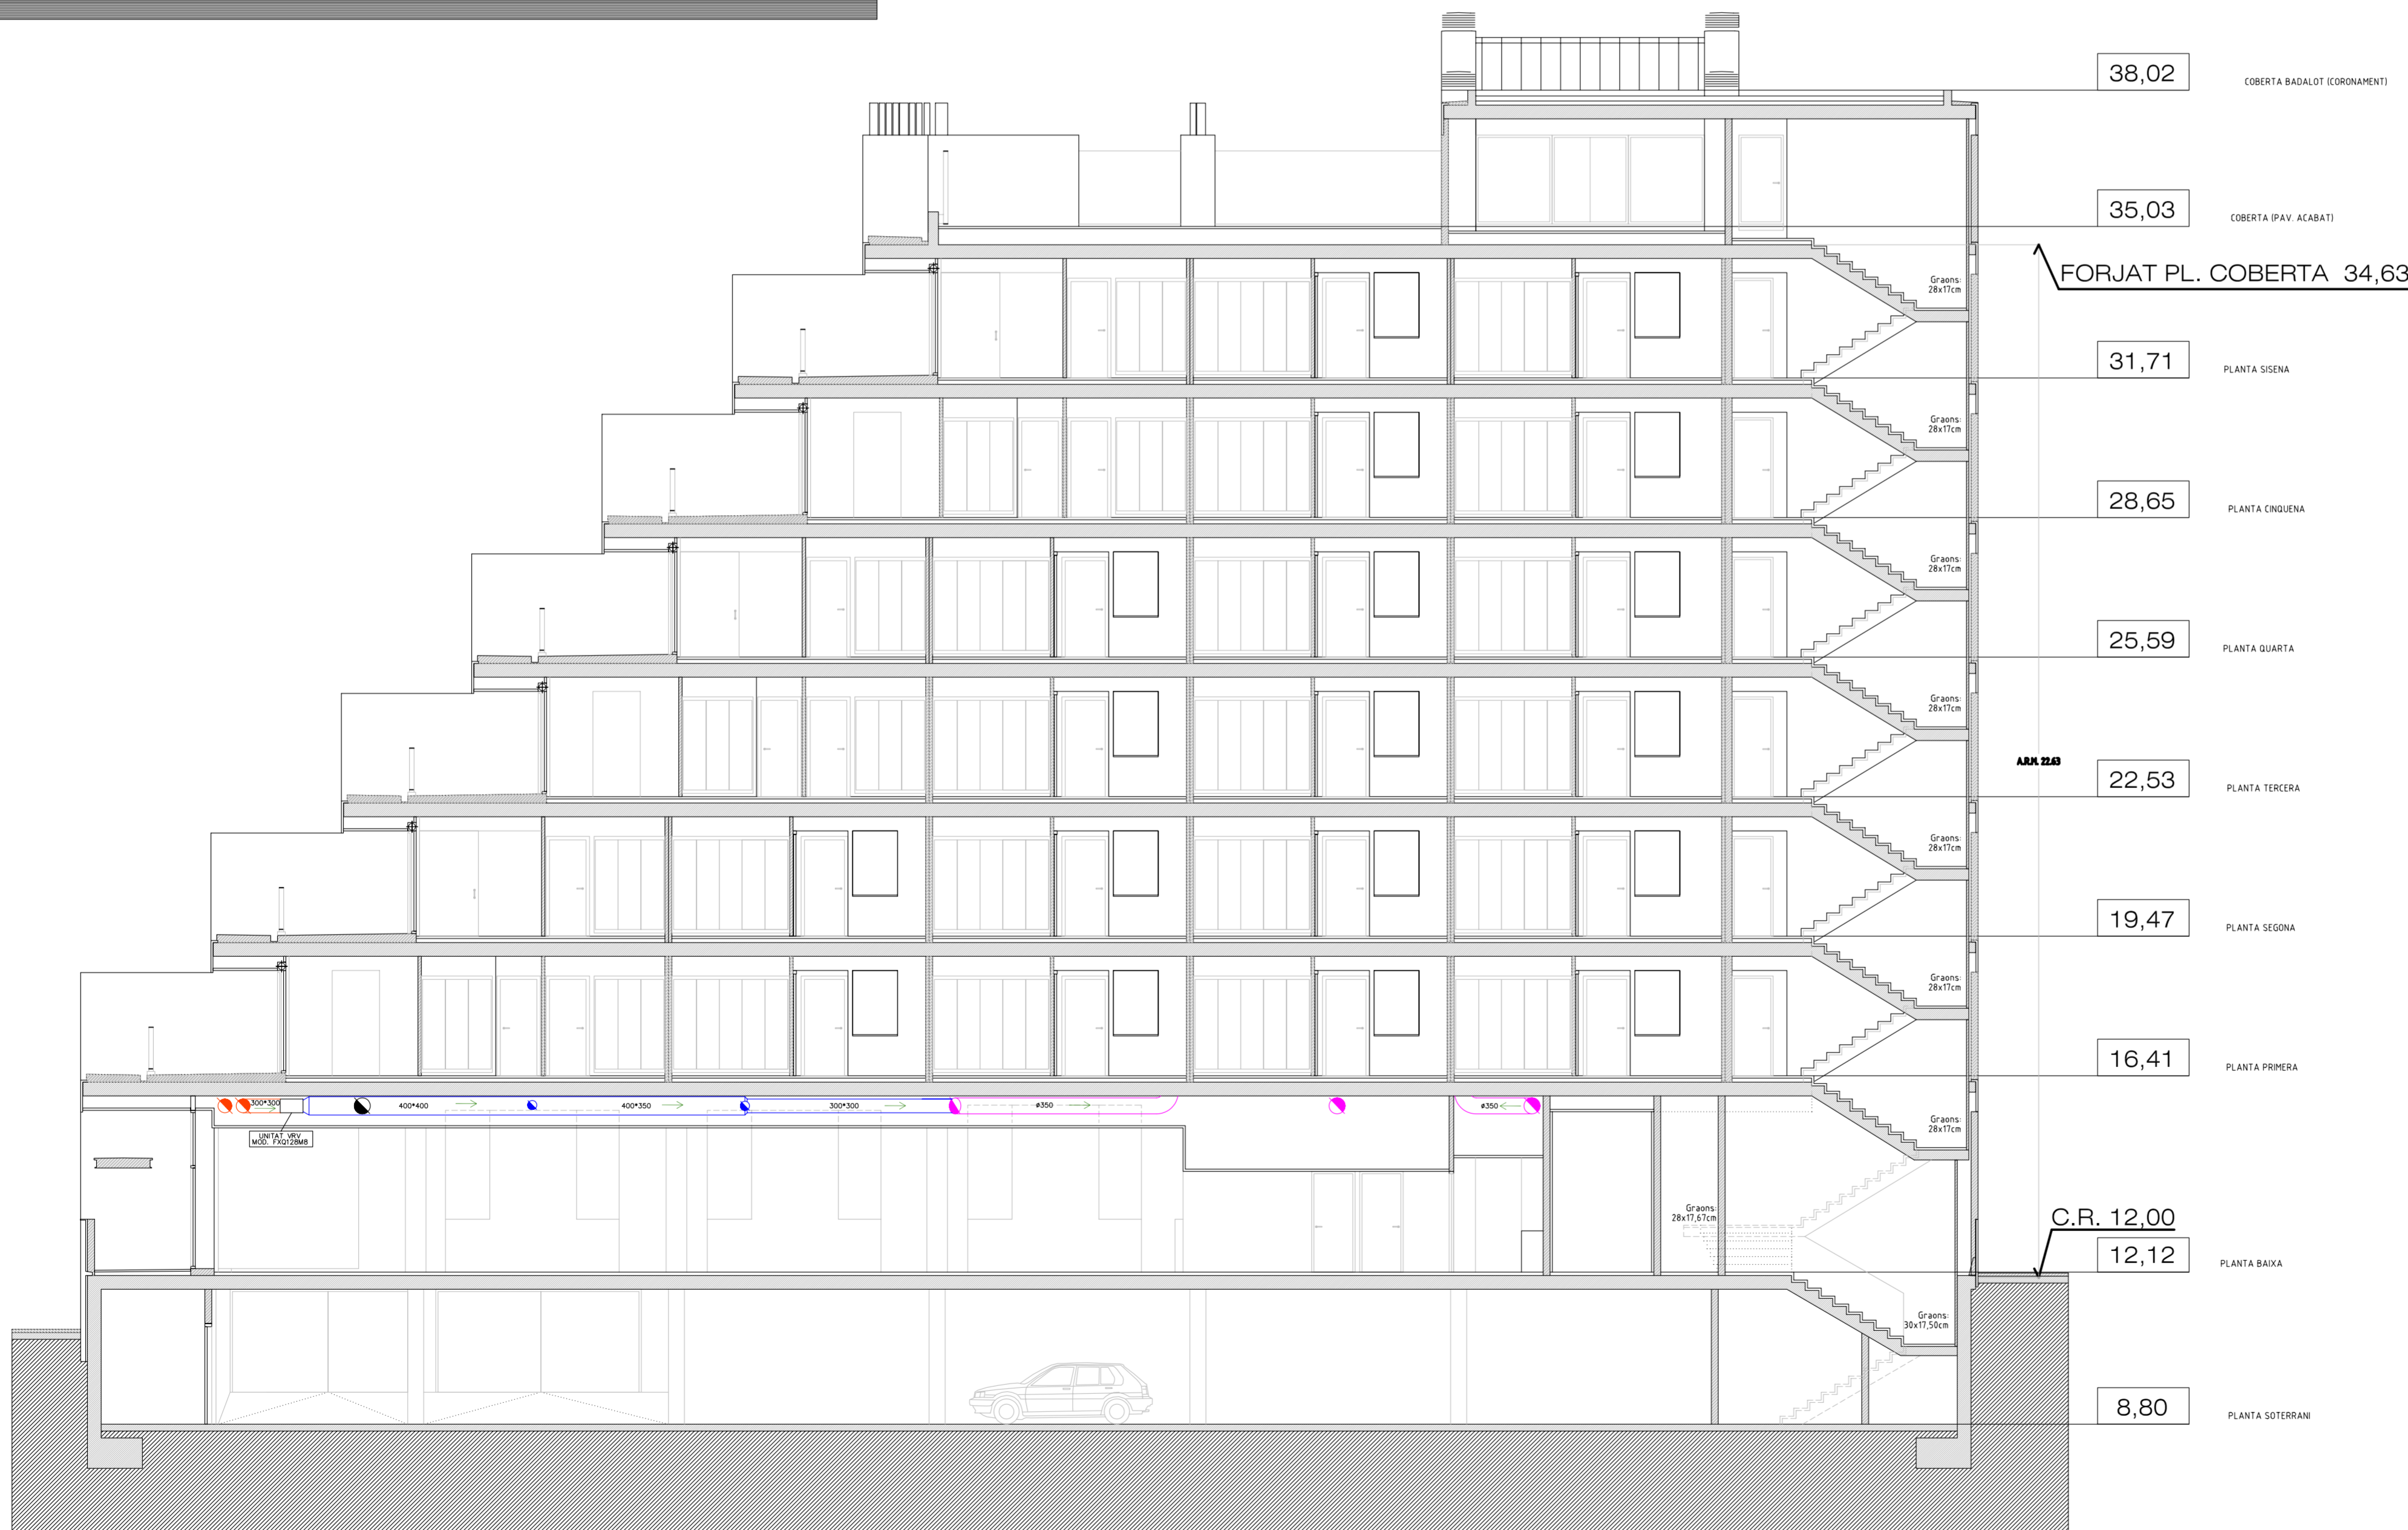 38,02
COBERTA BADALOT (CORONAMENT)
35,03
COBERTA (PAV. ACABAT)
FORJAT PL. COBERTA 34,63
Graons:
28x17cm
31,71
PLANTA SISENA
Graons:
28x17cm
28,65
PLANTA CINQUENA
Graons:
28x17cm
25,59
PLANTA QUARTA
Graons:
28x17cm
A.R.M. 22.63
22,53
PLANTA TERCERA
Graons:
28x17cm
19,47
PLANTA SEGONA
Graons:
28x17cm
16,41
PLANTA PRIMERA
300*300
400*400
400*350
300*300
ø350
ø350
Graons:
28x17cm
UNITAT VRV
MOD. FXQ128M8
Graons:
28x17,67cm
C.R. 12,00
12,12
PLANTA BAIXA
Graons:
30x17,50cm
8,80
PLANTA SOTERRANI